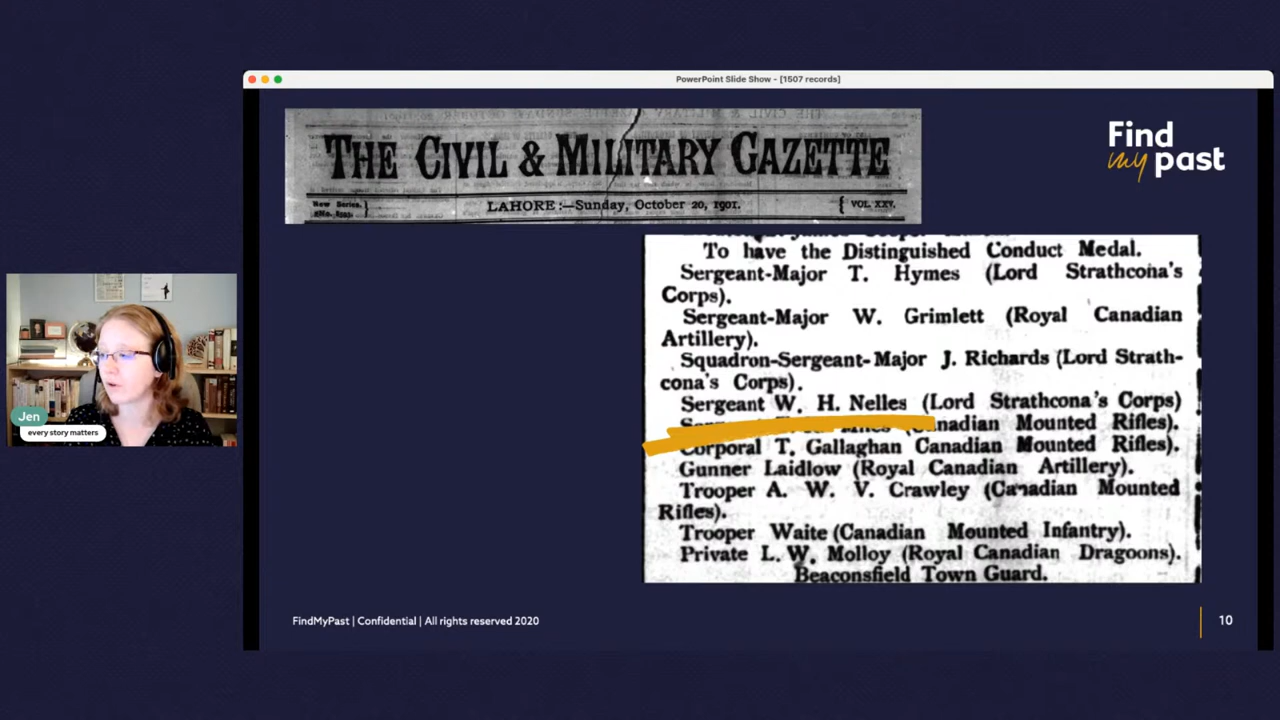 PowerPoint Slide Show - [1507 records]
THE CIVIL & MILITARY GAZETTE
New Series.
LAHORE :—Sunday, October 20, 1901.
VOL. XXV.
Find
my past
To have the Distinguished Conduct Medal.
Sergeant-Major T. Hymes (Lord Strathcona's
Corps).
Sergeant-Major W. Grimlett (Royal Canadian
Artillery).
Squadron-Sergeant-Major J. Richards (Lord Strath-
cona's Corps).
Sergeant W. H. Nelles (Lord Strathcona's Corps)
(Canadian Mounted Rifles).
Corporal T. Gallaghan Canadian Mounted Rifles).
Gunner Laidlow (Royal Canadian Artillery).
Trooper A. W. V. Crawley (Canadian Mounted
Rifles).
Trooper Waite (Canadian Mounted Infantry).
Private L. W. Molloy (Royal Canadian Dragoons).
Beaconsfield Town Guard.
Jen
every story matters
FindMyPast | Confidential | All rights reserved 2020
10